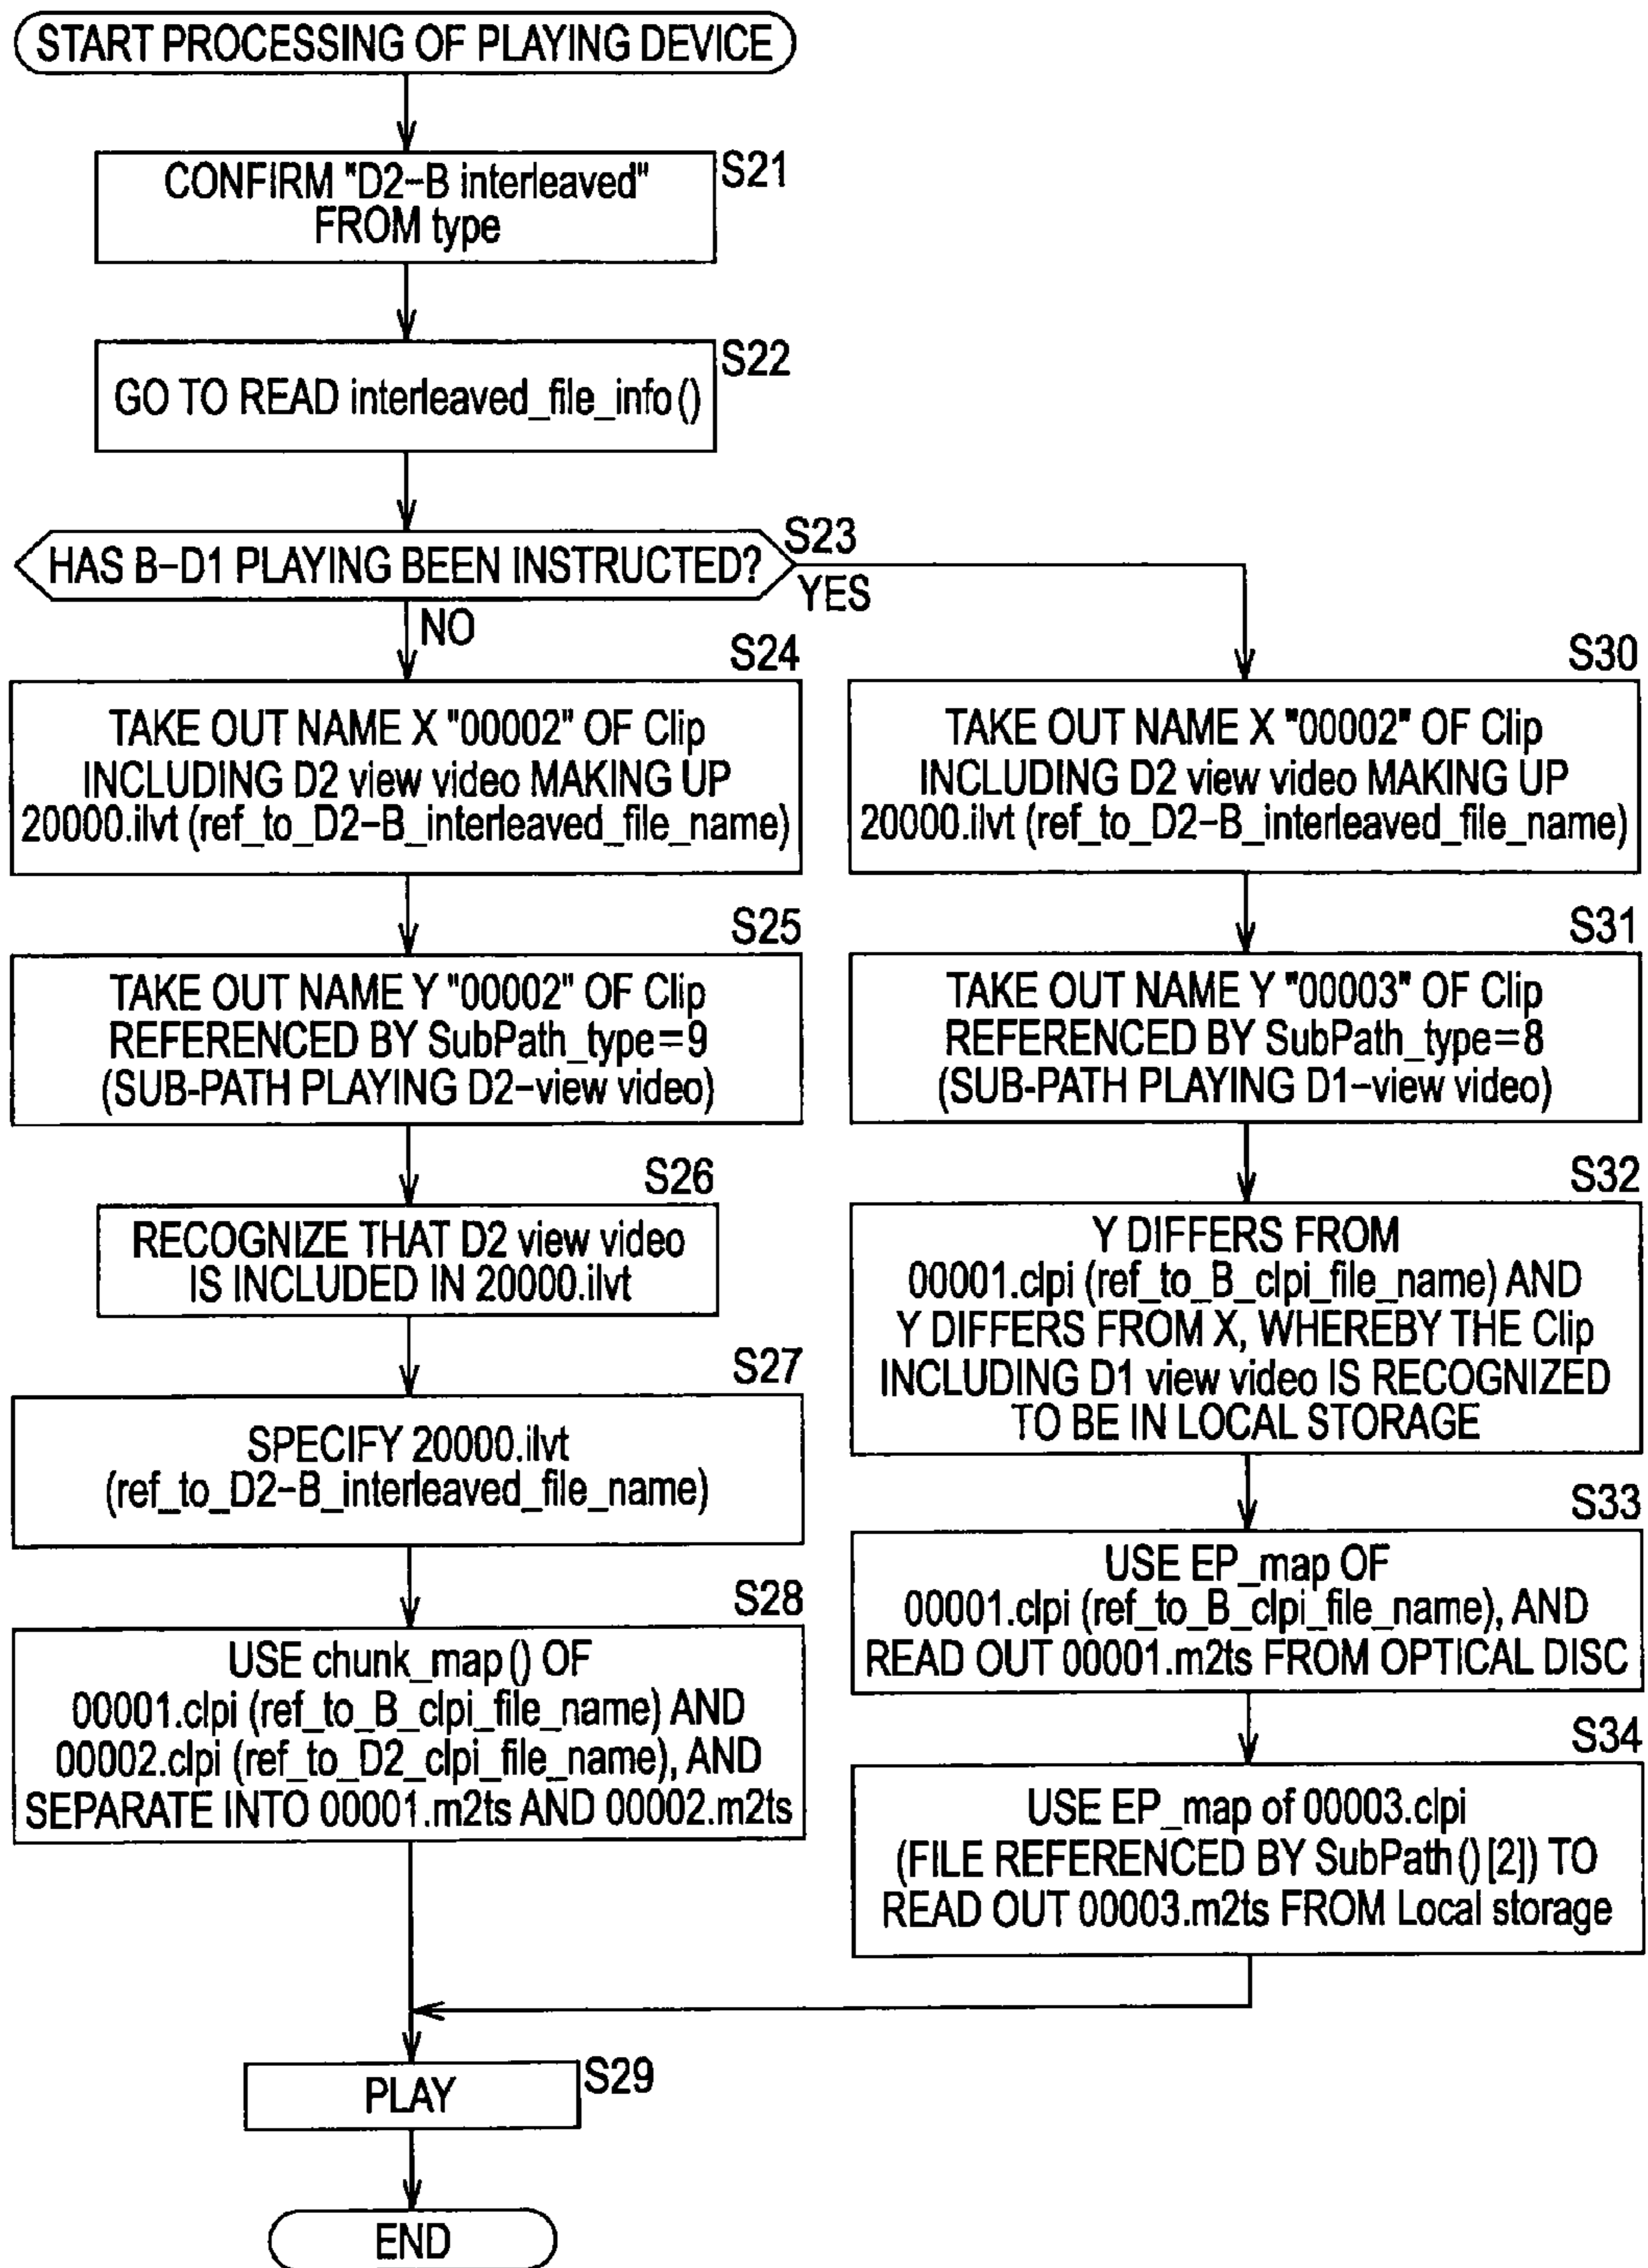 START PROCESSING OF PLAYING DEVICE
S21
CONFIRM "D2-B interleaved"
FROM type
S22
GO TO READ interleaved_file_info()
S23
HAS B-D1 PLAYING BEEN INSTRUCTED?
YES
NO
S24
TAKE OUT NAME X "00002" OF Clip
INCLUDING D2 view video MAKING UP
20000.ilvt (ref_to_D2-B_interleaved_file_name)
S25
TAKE OUT NAME Y "00002" OF Clip
REFERENCED BY SubPath_type=9
(SUB-PATH PLAYING D2-view video)
S26
RECOGNIZE THAT D2 view video
IS INCLUDED IN 20000.ilvt
S27
SPECIFY 20000.ilvt
(ref_to_D2-B_interleaved_file_name)
S28
USE chunk_map() OF
00001.clpi (ref_to_B_clpi_file_name) AND
00002.clpi (ref_to_D2_clpi_file_name), AND
SEPARATE INTO 00001.m2ts AND 00002.m2ts
S30
TAKE OUT NAME X "00002" OF Clip
INCLUDING D2 view video MAKING UP
20000.ilvt (ref_to_D2-B_interleaved_file_name)
S31
TAKE OUT NAME Y "00003" OF Clip
REFERENCED BY SubPath_type=8
(SUB-PATH PLAYING D1-view video)
S32
Y DIFFERS FROM
00001.clpi (ref_to_B_clpi_file_name) AND
Y DIFFERS FROM X, WHEREBY THE Clip
INCLUDING D1 view video IS RECOGNIZED
TO BE IN LOCAL STORAGE
S33
USE EP_map OF
00001.clpi (ref_to_B_clpi_file_name), AND
READ OUT 00001.m2ts FROM OPTICAL DISC
S34
USE EP_map of 00003.clpi
(FILE REFERENCED BY SubPath()[2]) TO
READ OUT 00003.m2ts FROM Local storage
S29
PLAY
END